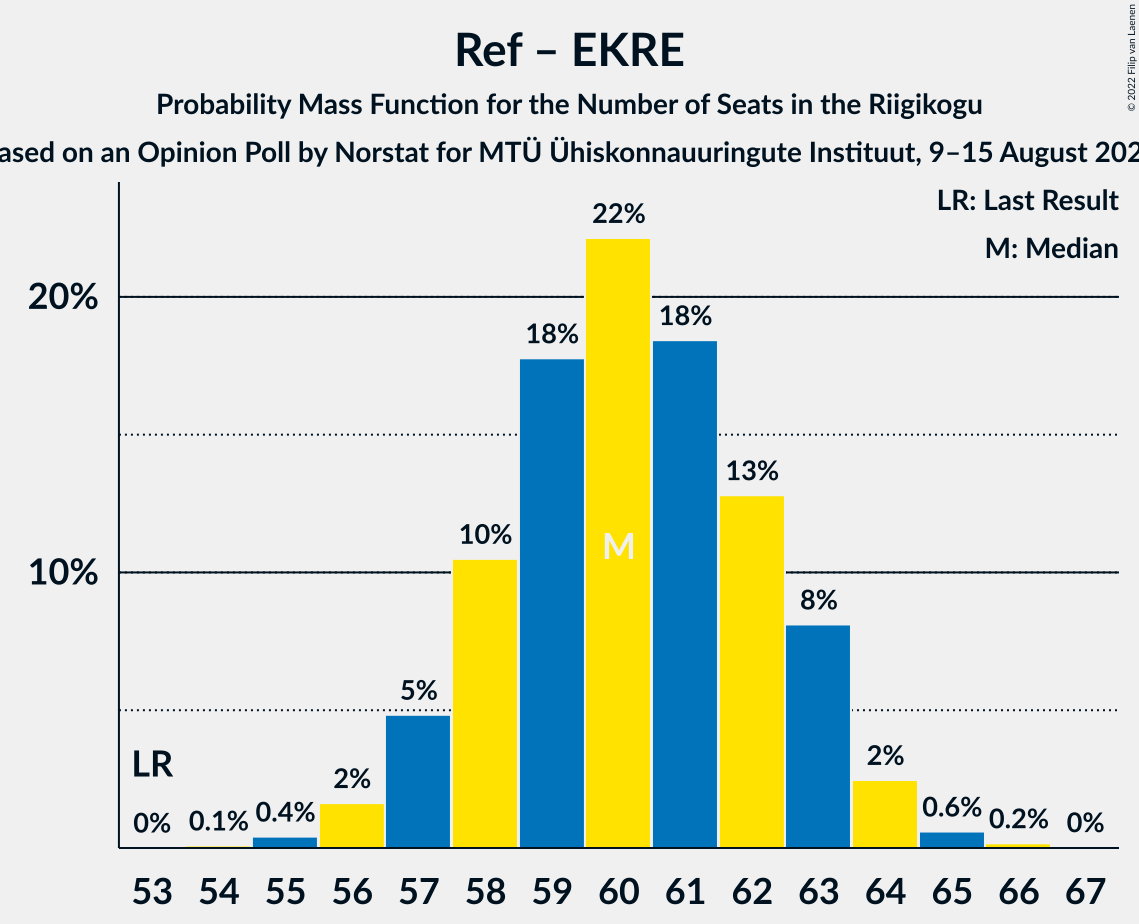 Ref – EKRE
Probability Mass Function for the Number of Seats in the Riigikogu
ased on an Opinion Poll by Norstat for MTÜ Ühiskonnauuringute Instituut, 9–15 August 202
© 2022 Filip van Laenen
LR: Last Result
M: Median
20%
10%
LR
0%
0.1%
0.4%
2%
5%
10%
18%
22%
18%
13%
8%
2%
0.6%
0.2%
0%
M
53 54 55 56 57 58 59 60 61 62 63 64 65 66 67